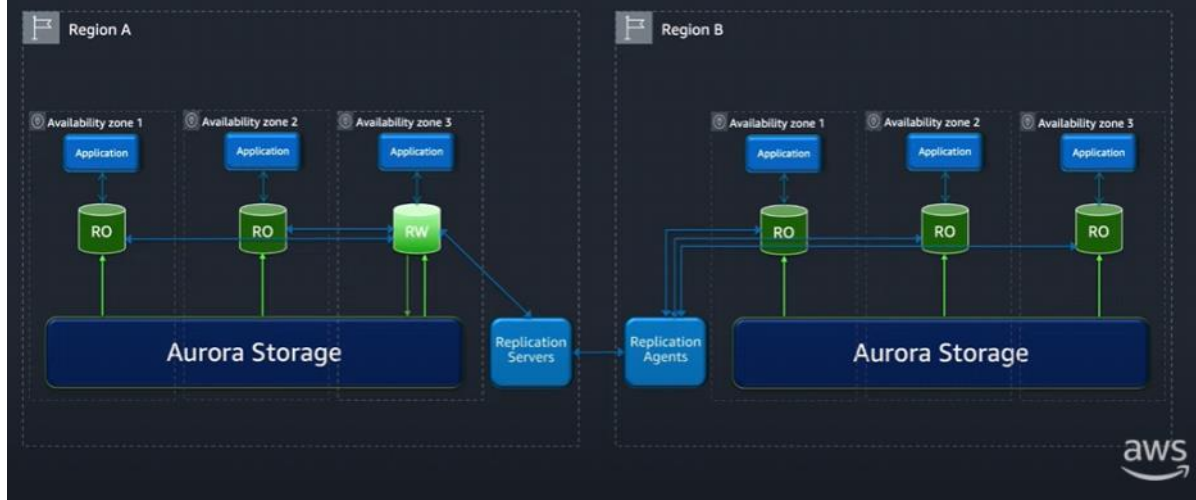 Region A
Region B
Availability zone 1
Availability zone 2
Availability zone 3
Availability zone 1
Availability zone 2
Availability zone 3
Application
Application
Application
Application
Application
Application
RO
RO
RW
RO
RO
RO
Aurora Storage
Replication
Servers
Replication
Agents
Aurora Storage
aws